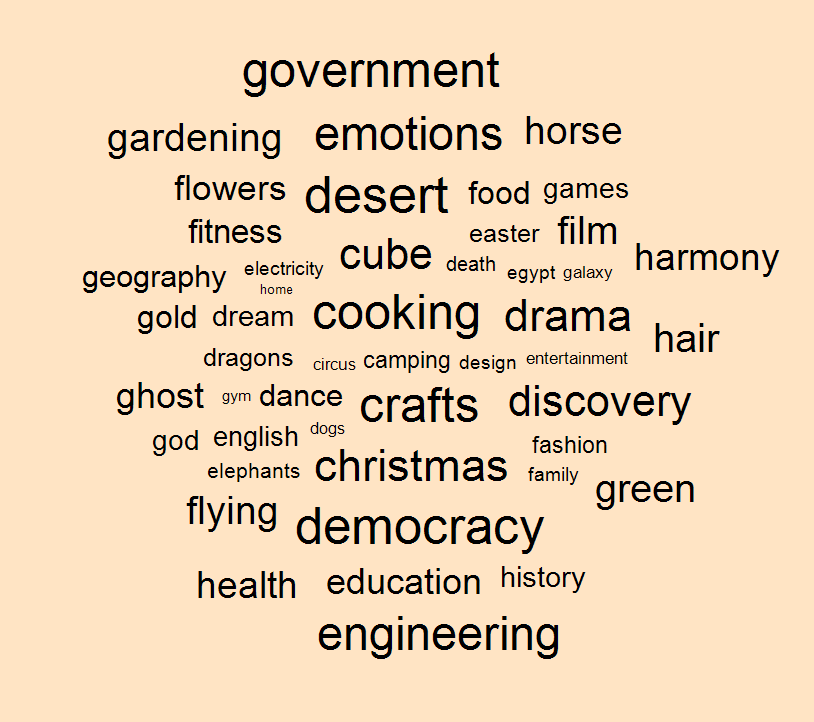 government
gardening emotions horse
flowers desert food games
fitness cube easter film harmony
geography electricity death egypt galaxy
home
gold dream cooking drama hair
dragons circus camping design entertainment
ghost gym dance crafts discovery
god english dogs fashion
elephants christmas family green
flying democracy
health education history
engineering